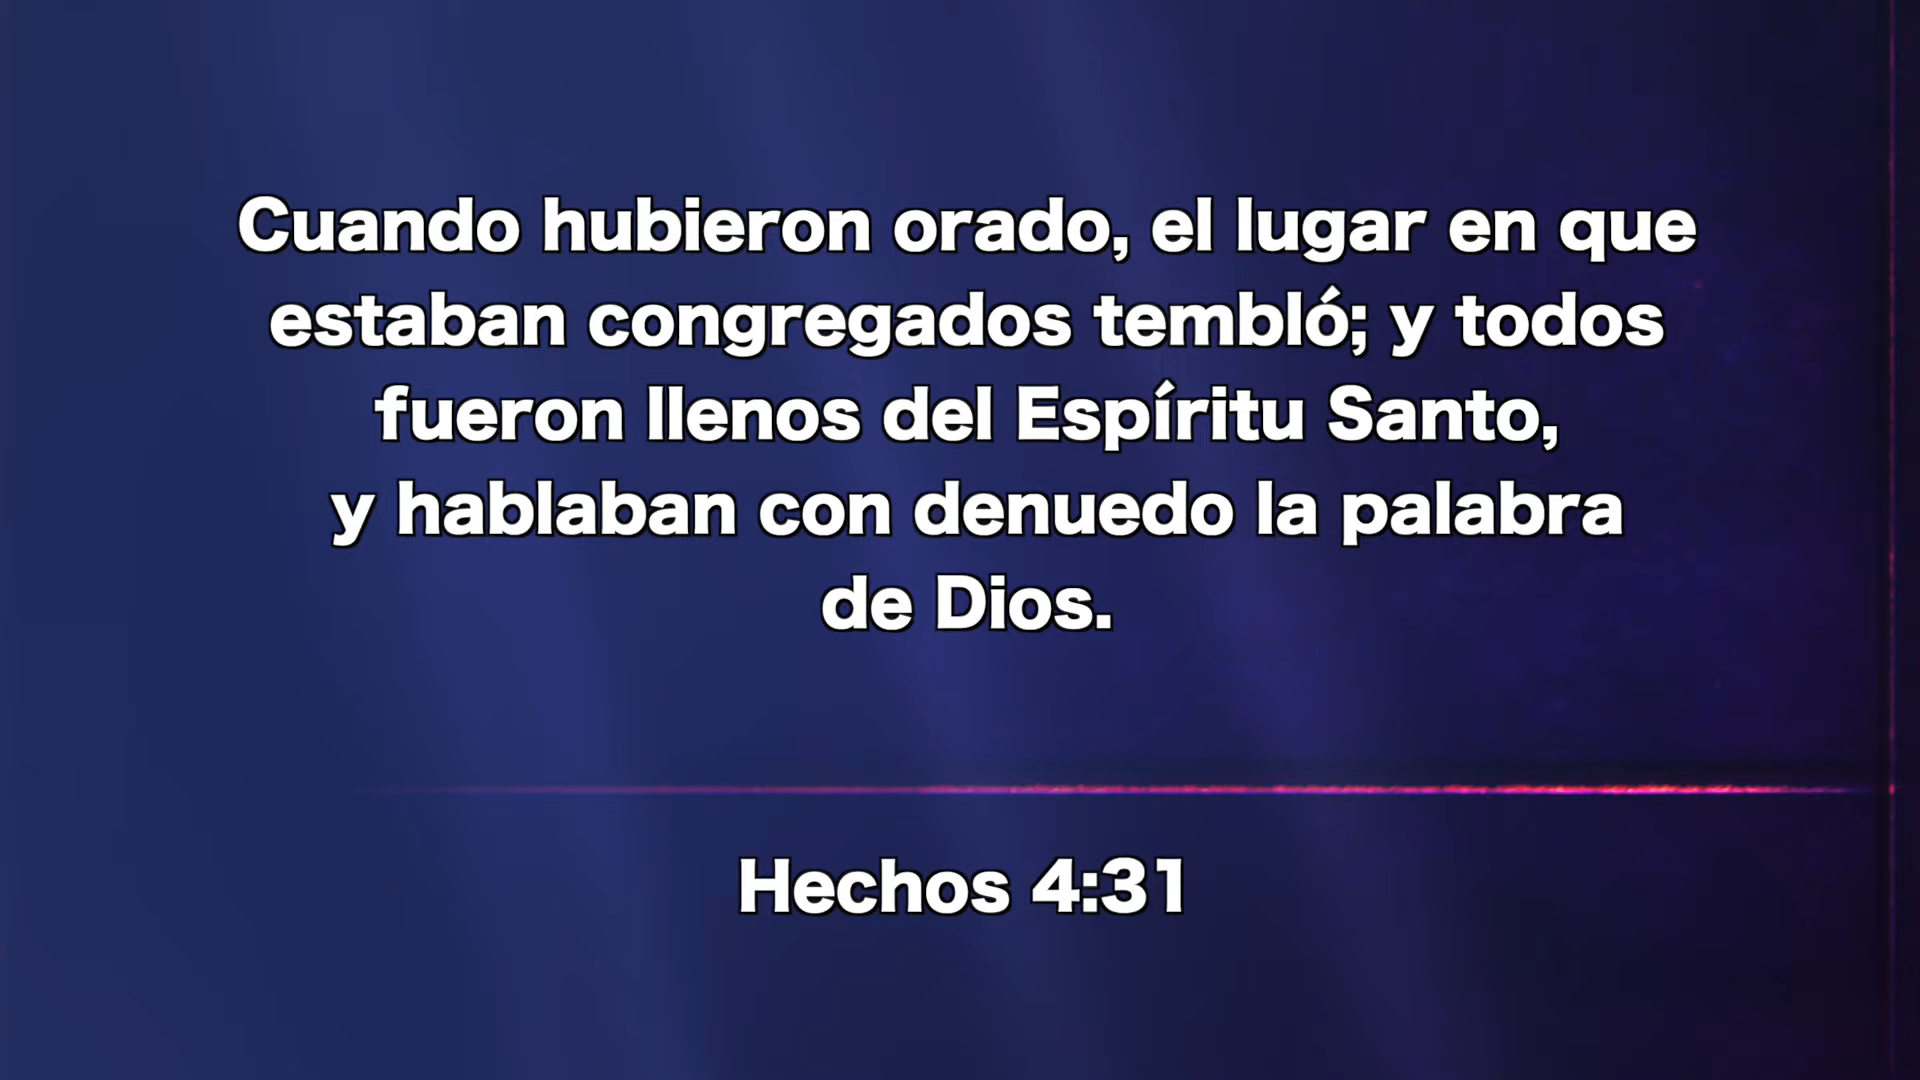 Cuando hubieron orado, el lugar en que
estaban congregados tembló; y todos
fueron llenos del Espíritu Santo,
y hablaban con denuedo la palabra
de Dios.
Hechos 4:31